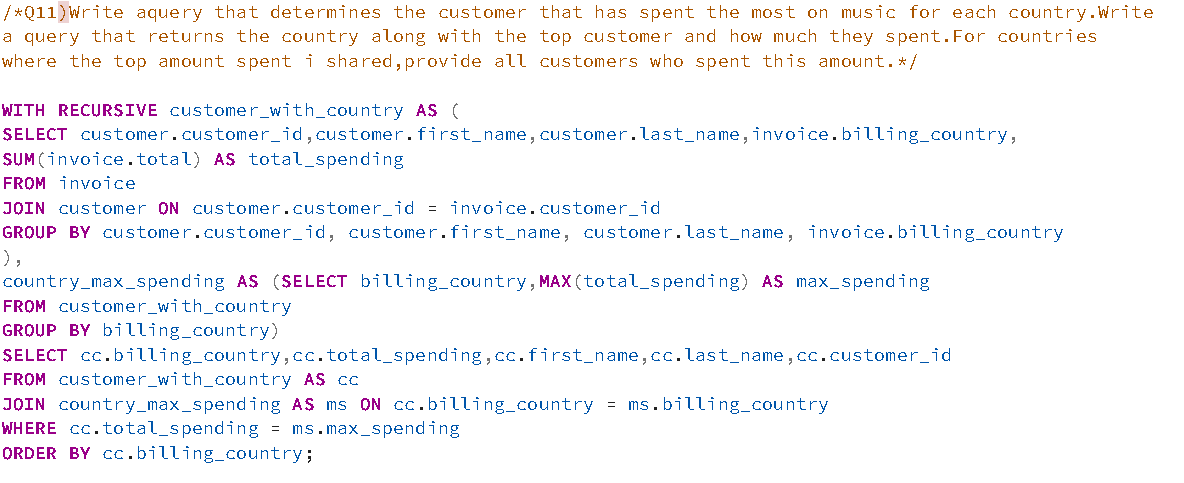 /*Q11)Write aquery that determines the customer that has spent the most on music for each country.Write
a query that returns the country along with the top customer and how much they spent.For countries
where the top amount spent i shared,provide all customers who spent this amount.*/
WITH RECURSIVE customer_with_country AS (
SELECT customer.customer_id,customer.first_name,customer.last_name,invoice.billing_country,
SUM(invoice.total) AS total_spending
FROM invoice
JOIN customer ON customer.customer_id = invoice.customer_id
GROUP BY customer.customer_id, customer.first_name, customer.last_name, invoice.billing_country
),
country_max_spending AS (SELECT billing_country,MAX(total_spending) AS max_spending
FROM customer_with_country
GROUP BY billing_country)
SELECT cc.billing_country,cc.total_spending,cc.first_name,cc.last_name,cc.customer_id
FROM customer_with_country AS cc
JOIN country_max_spending AS ms ON cc.billing_country = ms.billing_country
WHERE cc.total_spending = ms.max_spending
ORDER BY cc.billing_country;